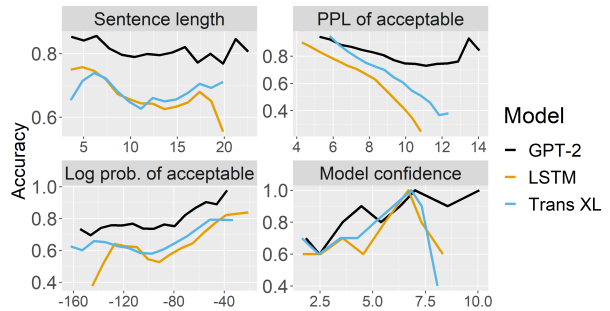 Sentence length
PPL of acceptable
0.8
0.6
5 10 15 20
0.8
0.6
0.4
4 6 8 10 12 14
Accuracy
Log prob. of acceptable
Model confidence
1.0
0.8
0.6
0.4
-160 -120 -80 -40
1.0
0.8
0.6
0.4
2.5 5.0 7.5 10.0
Model
GPT-2
LSTM
Trans XL